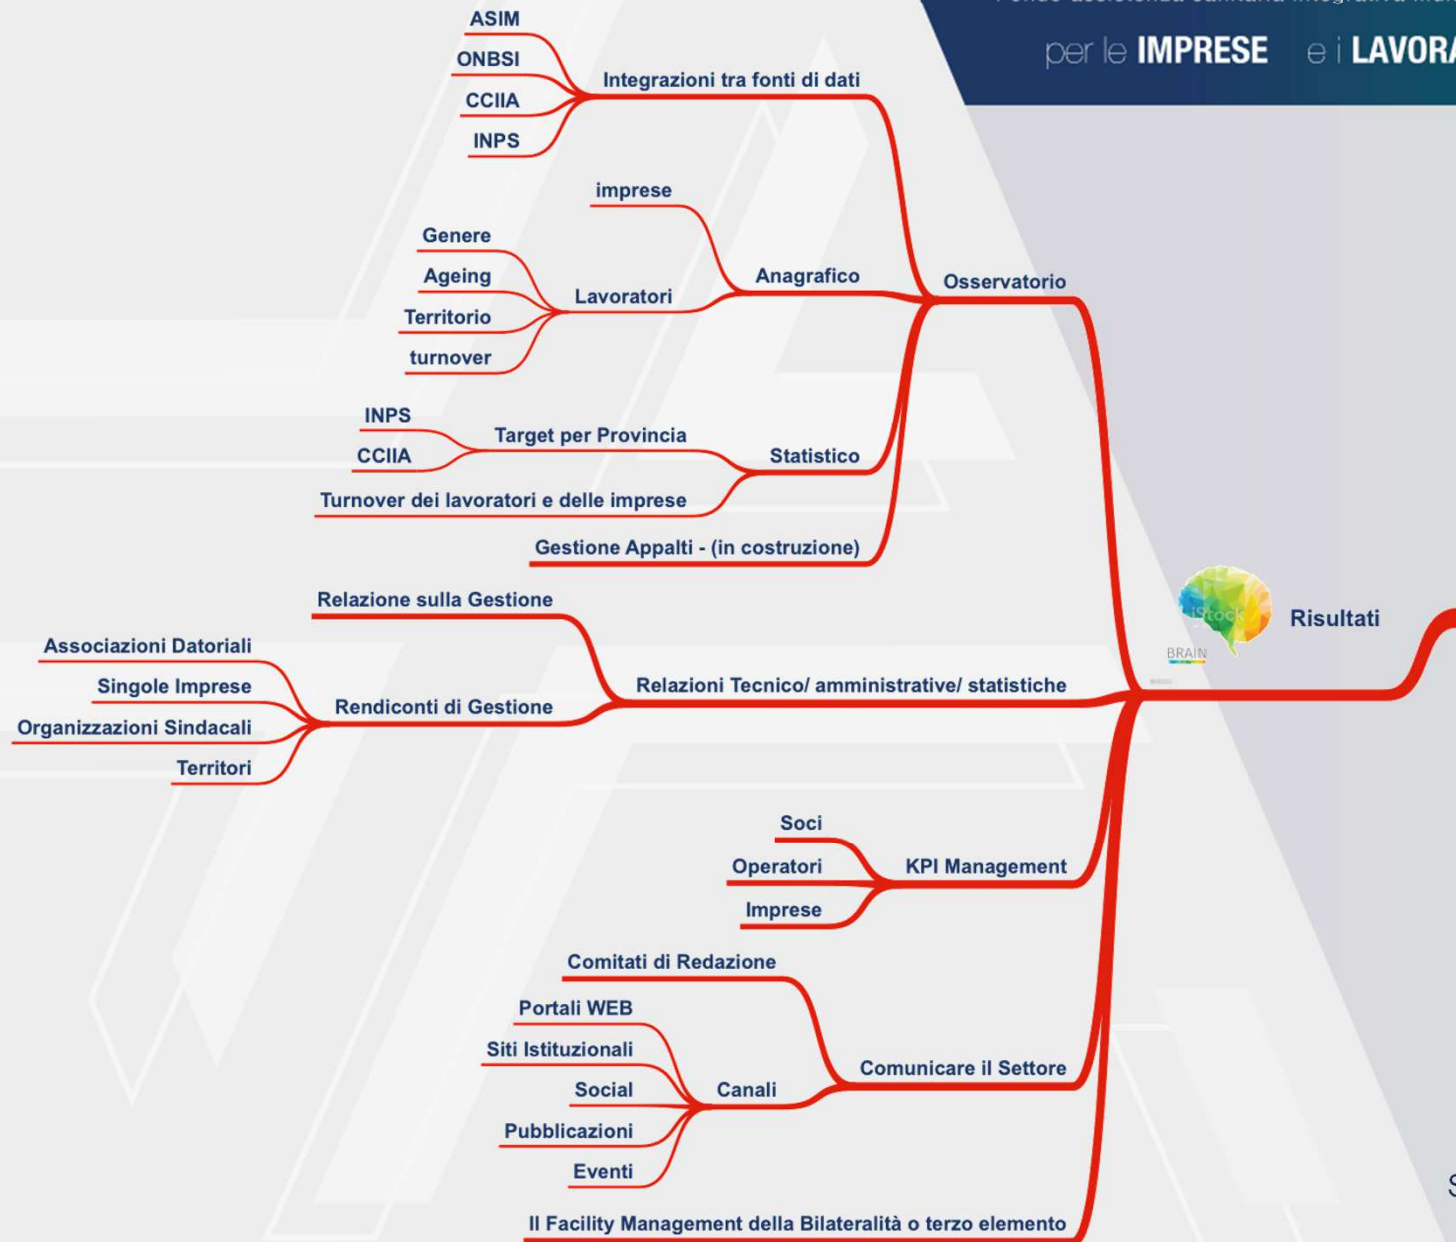 per le IMPRESE e i
ASIM
ONBSI
CCIIA
INPS
Integrazioni tra fonti di dati
imprese
Genere
Ageing
Territorio
turnover
Lavoratori
Anagrafico
Osservatorio
INPS
CCIIA
Target per Provincia
Statistico
Turnover dei lavoratori e delle imprese
Gestione Appalti - (in costruzione)
Relazione sulla Gestione
Associazioni Datoriali
Singole Imprese
Organizzazioni Sindacali
Territori
Rendiconti di Gestione
Relazioni Tecnico/ amministrative/ statistiche
iStock
BRAIN
Risultati
Soci
Operatori
Imprese
KPI Management
Comitati di Redazione
Portali WEB
Siti Istituzionali
Social
Pubblicazioni
Eventi
Canali
Comunicare il Settore
Il Facility Management della Bilateralità o terzo elemento